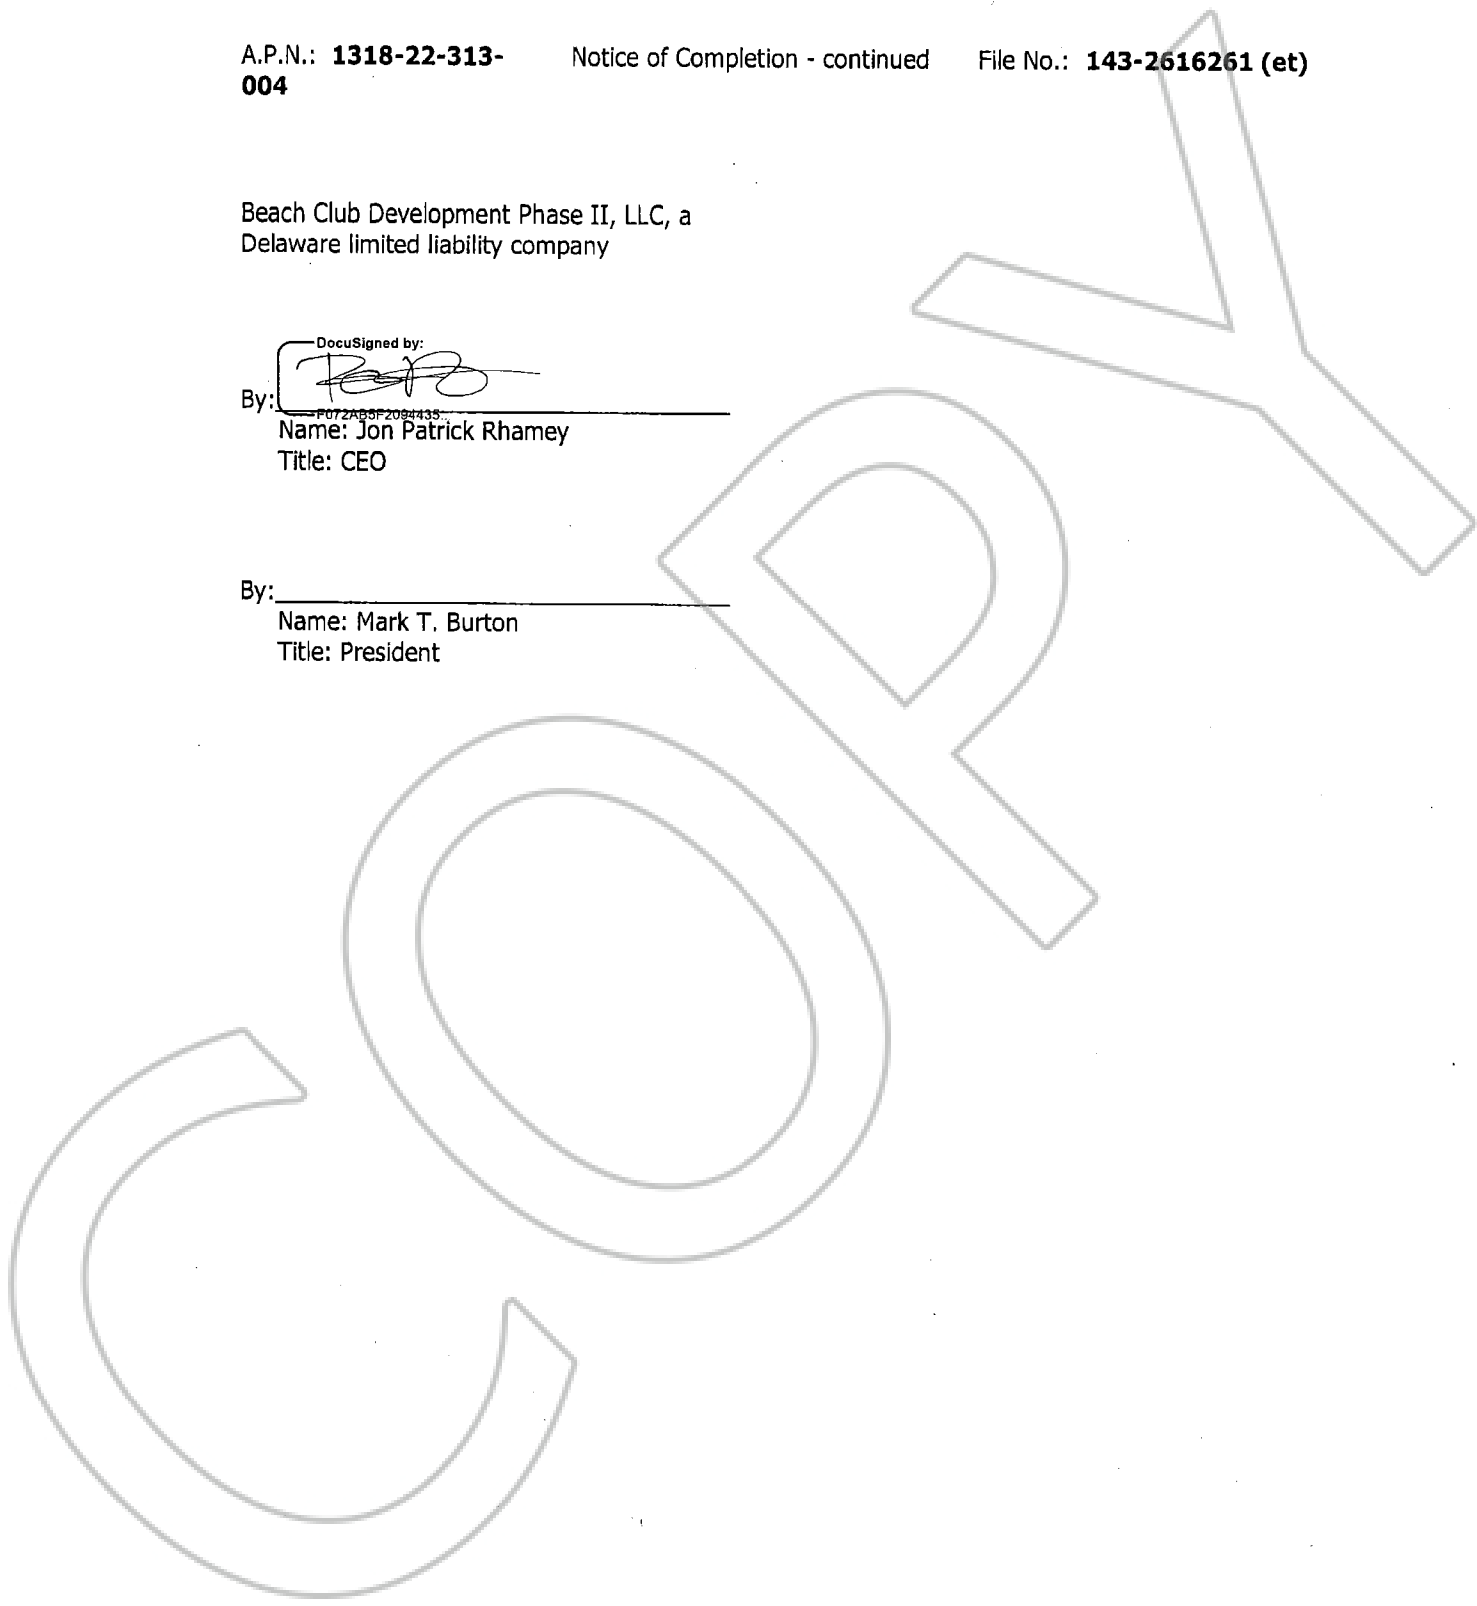 A.P.N.: 1318-22-313- Notice of Completion - continued File No.: 143-2616261 (et)
004
Beach Club Development Phase II, LLC, a
Delaware limited liability company
DocuSigned by:
By:
F072AB5F2094435...
Name: Jon Patrick Rhamey
Title: CEO
By:
Name: Mark T. Burton
Title: President
COPY